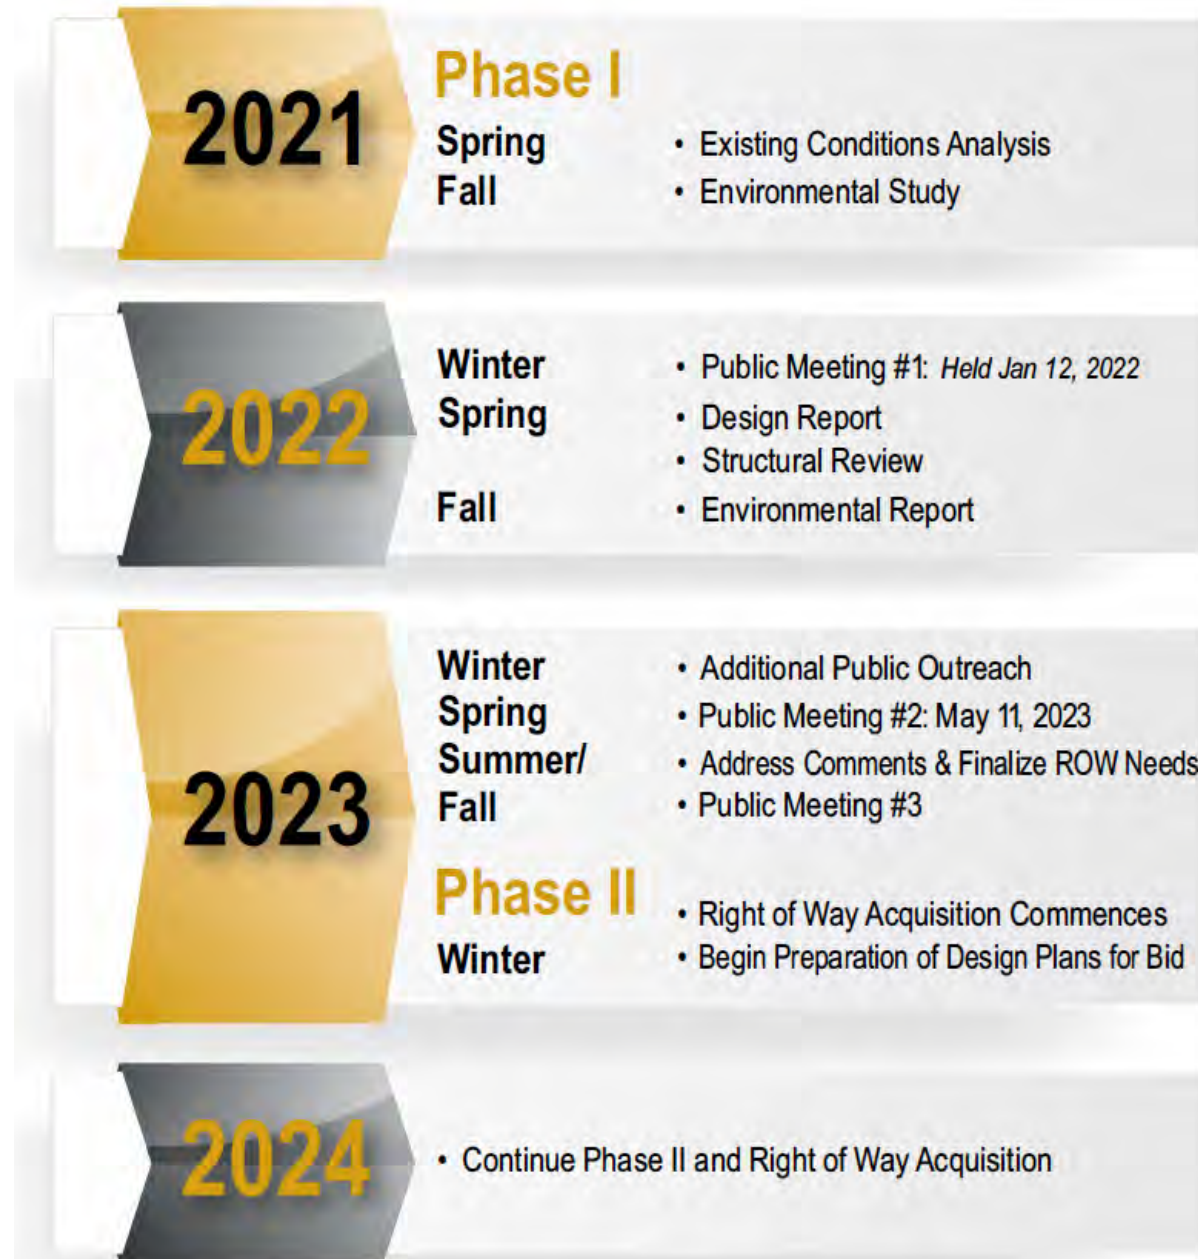 2021
Phase I
Spring • Existing Conditions Analysis
Fall • Environmental Study
2022
Winter • Public Meeting #1: Held Jan 12, 2022
Spring • Design Report
• Structural Review
Fall • Environmental Report
2023
Winter • Additional Public Outreach
Spring • Public Meeting #2: May 11, 2023
Summer/ • Address Comments & Finalize ROW Needs
Fall • Public Meeting #3
Phase II
• Right of Way Acquisition Commences
Winter • Begin Preparation of Design Plans for Bid
2024
• Continue Phase II and Right of Way Acquisition